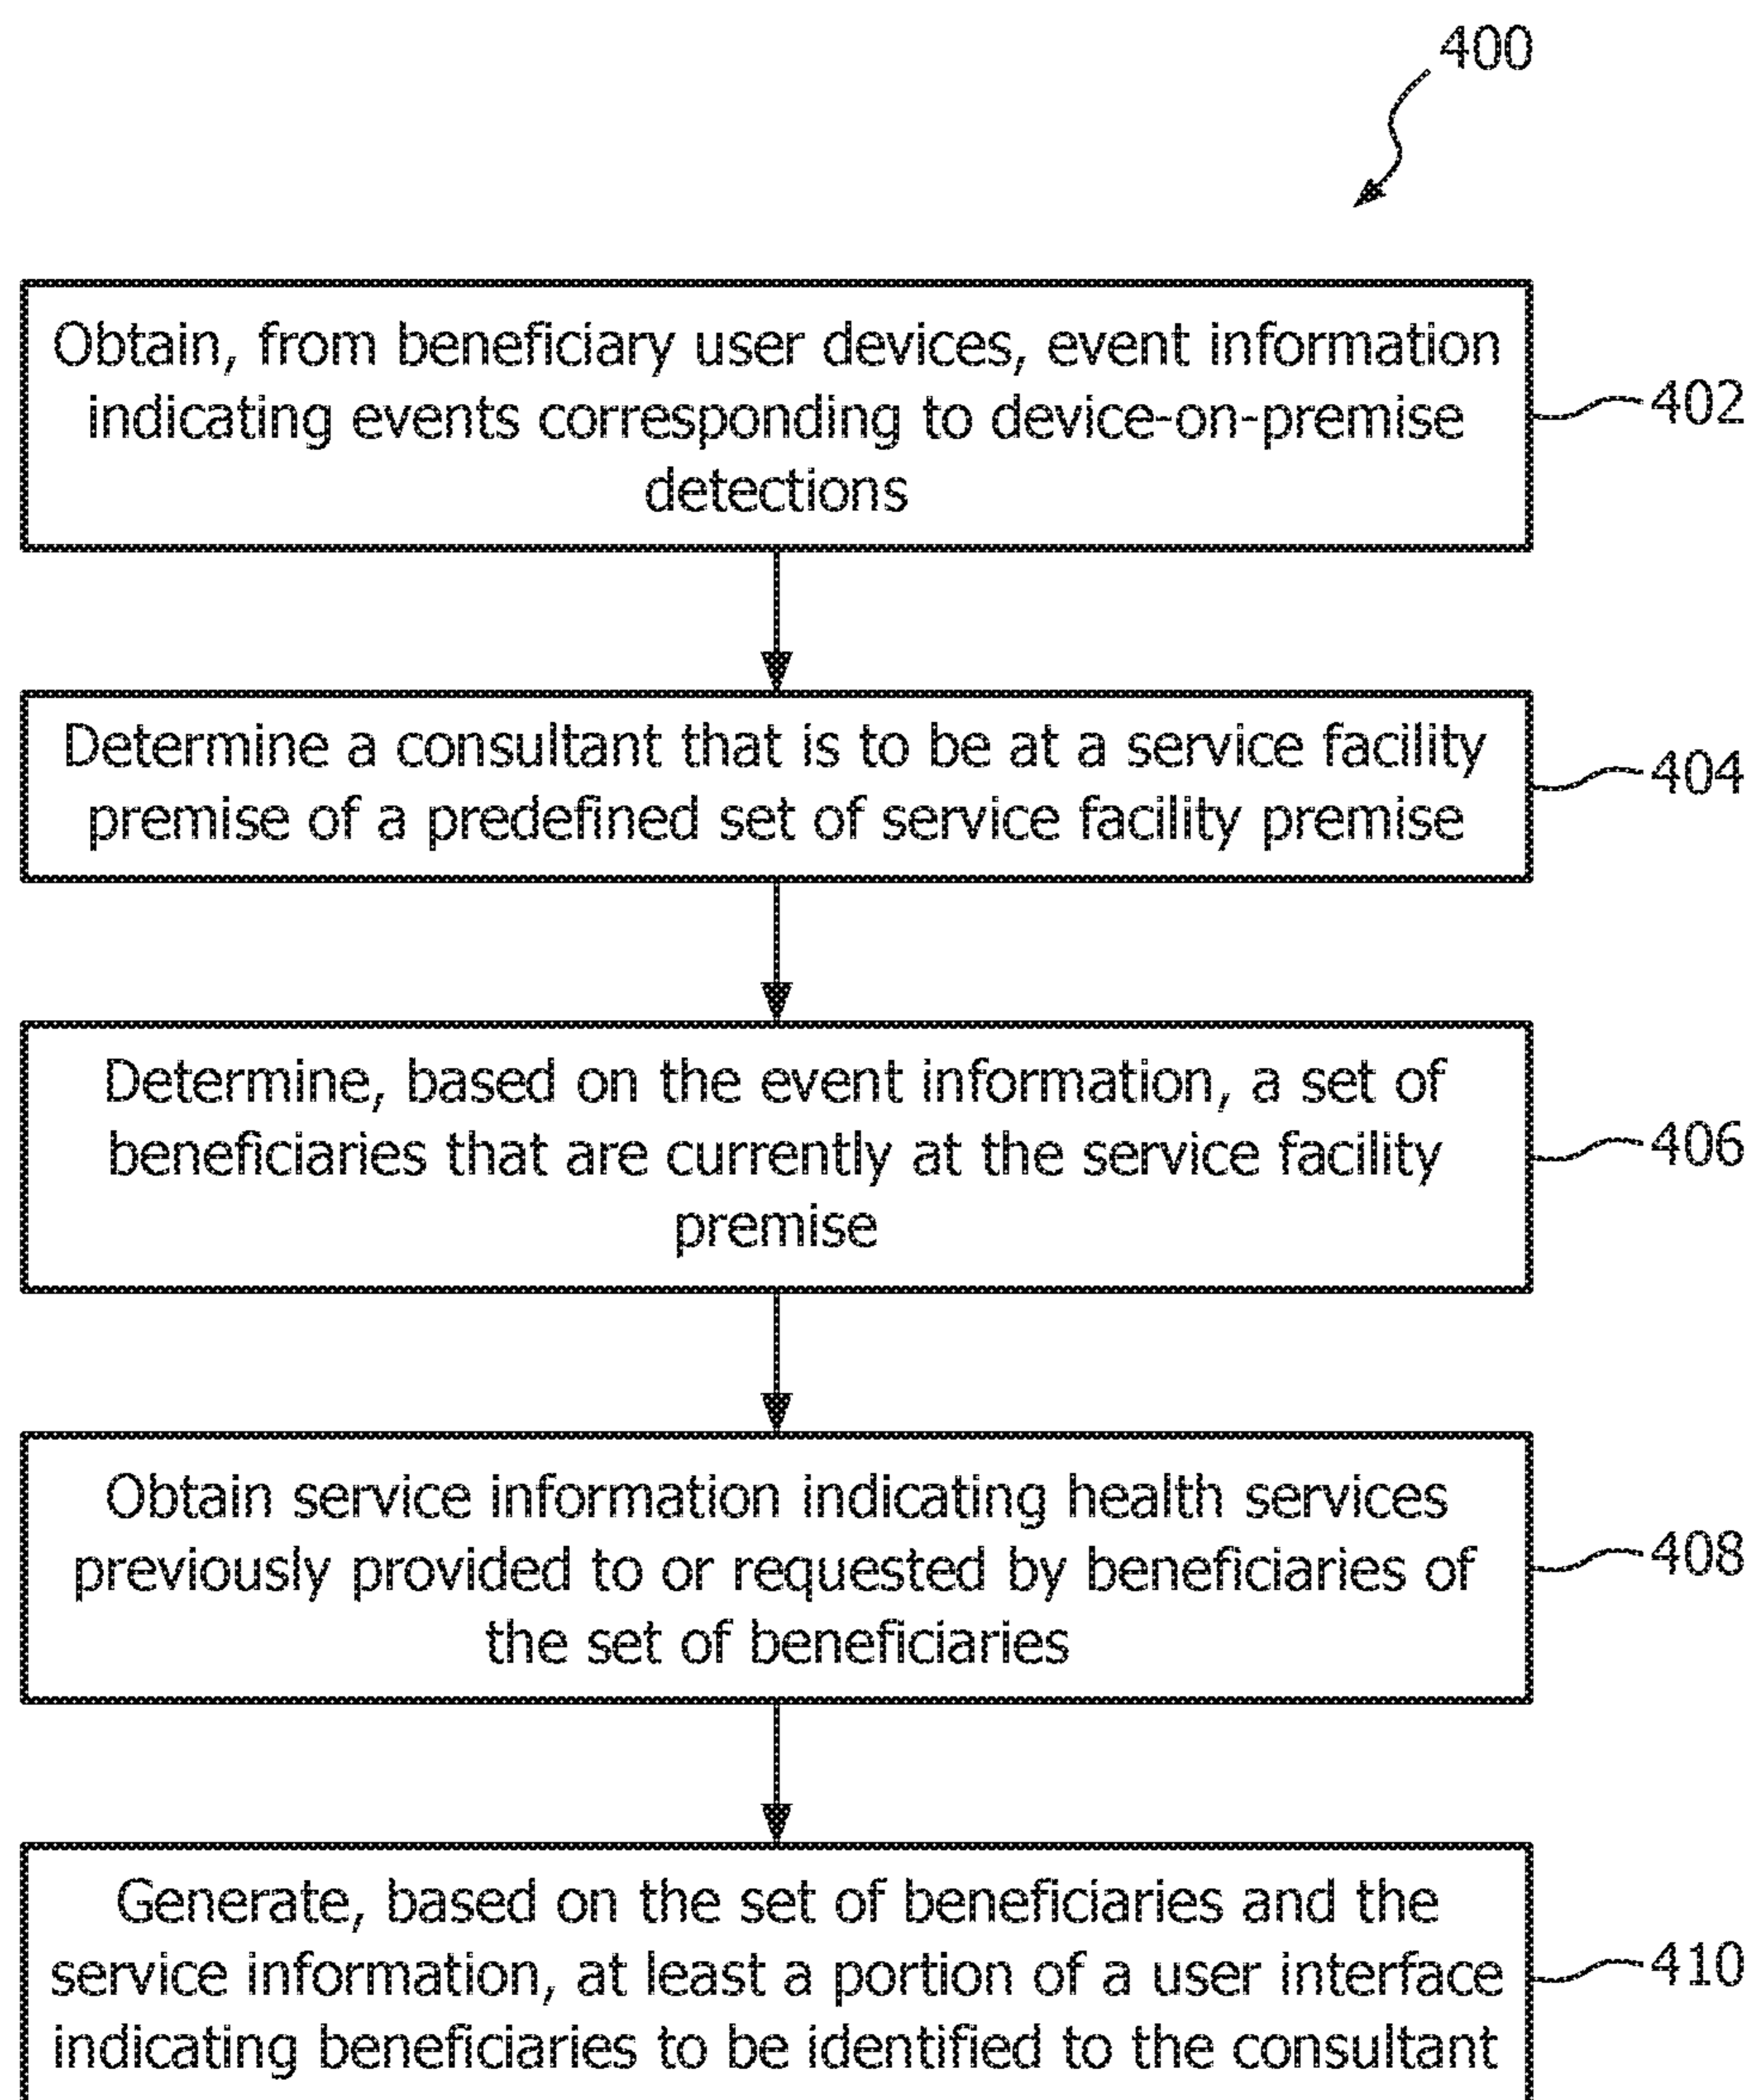 400
Obtain, from beneficiary user devices, event information
indicating events corresponding to device-on-premise
detections
402
Determine a consultant that is to be at a service facility
premise of a predefined set of service facility premise
404
Determine, based on the event information, a set of
beneficiaries that are currently at the service facility
premise
406
Obtain service information indicating health services
previously provided to or requested by beneficiaries of
the set of beneficiaries
408
Generate, based on the set of beneficiaries and the
service information, at least a portion of a user interface
indicating beneficiaries to be identified to the consultant
410